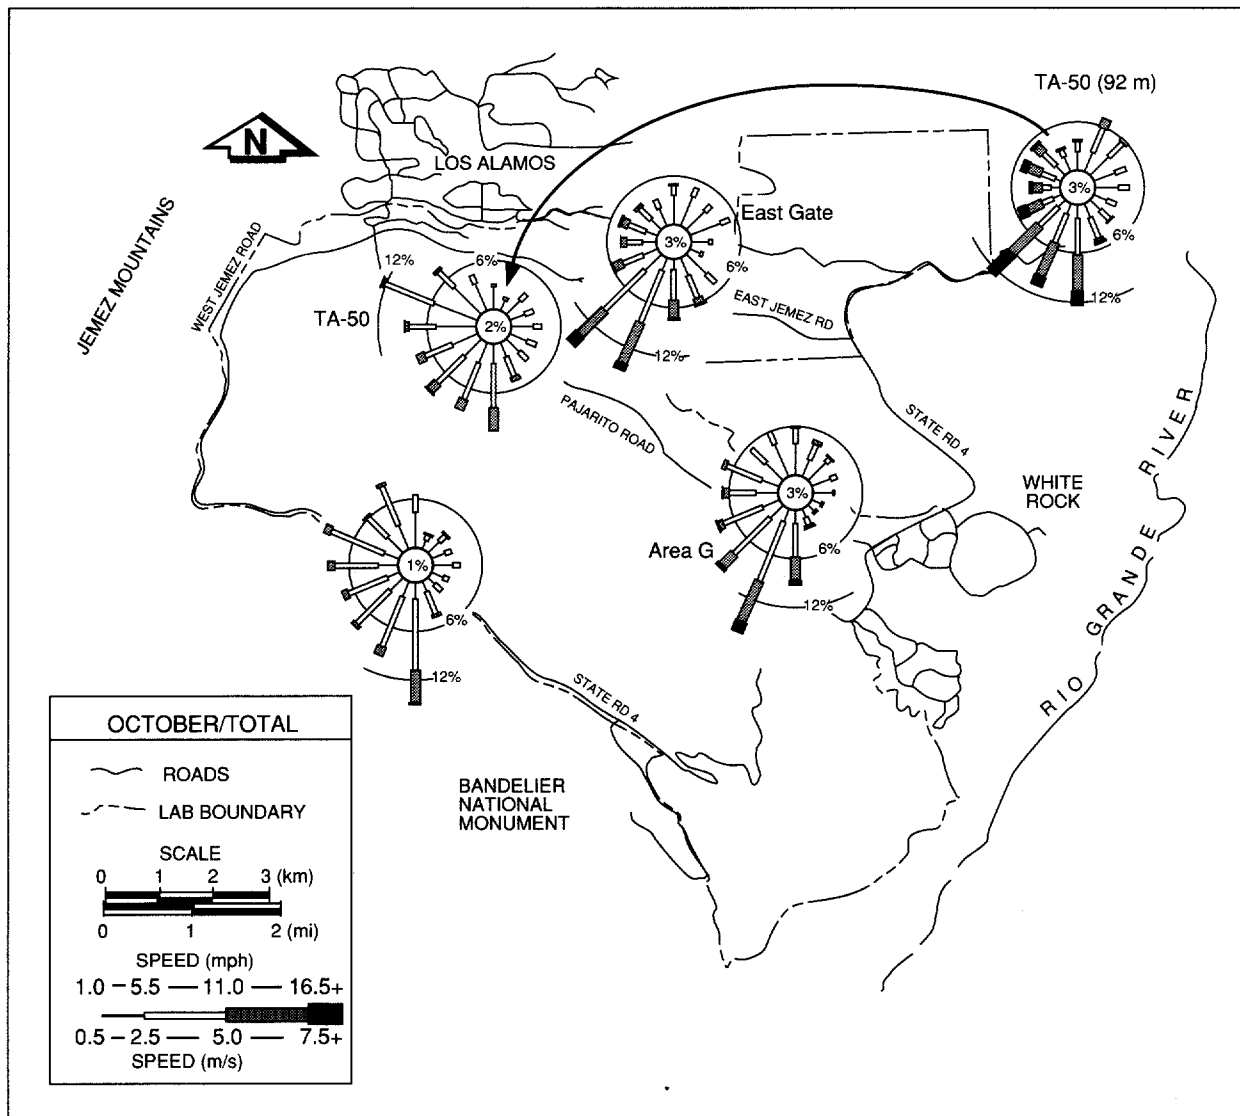 TA-50 (92 m)
N
LOS ALAMOS
3%
JEMEZ MOUNTAINS
WEST JEMEZ ROAD
East Gate
3%
6%
12%
6%
12%
6%
TA-50
2%
EAST JEMEZ RD
12%
PAJARITO ROAD
STATE RD 4
RIO GRANDE RIVER
WHITE
ROCK
3%
Area G
6%
12%
1%
6%
12%
STATE RD 4
BANDELIER
NATIONAL
MONUMENT
OCTOBER/TOTAL
ROADS
LAB BOUNDARY
SCALE
0 1 2 3 (km)
0 1 2 (mi)
SPEED (mph)
1.0 – 5.5 — 11.0 — 16.5+
0.5 – 2.5 — 5.0 — 7.5+
SPEED (m/s)